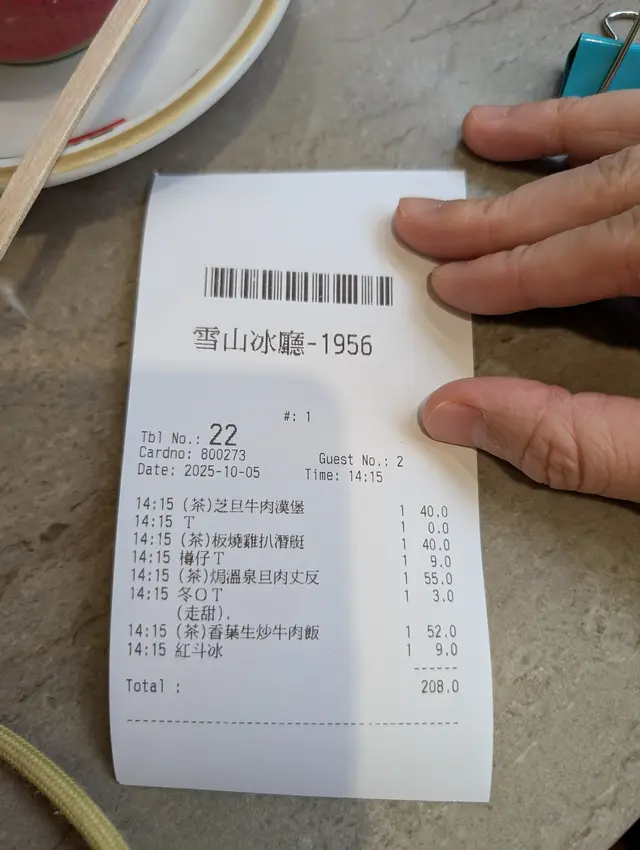 雪山冰廳-1956
#: 1
Tbl No.: 22
Cardno: 800273 Guest No.: 2
Date: 2025-10-05 Time: 14:15
14:15 (茶)芝旦牛肉漢堡 1 40.0
14:15 T 1 0.0
14:15 (茶)板燒雞扒潛艇 1 40.0
14:15 樽仔T 1 9.0
14:15 (茶)焗溫泉旦肉丈反 1 55.0
14:15 冬OT 1 3.0
(走甜).
14:15 (茶)香葉生炒牛肉飯 1 52.0
14:15 紅斗冰 1 9.0
------
Total : 208.0